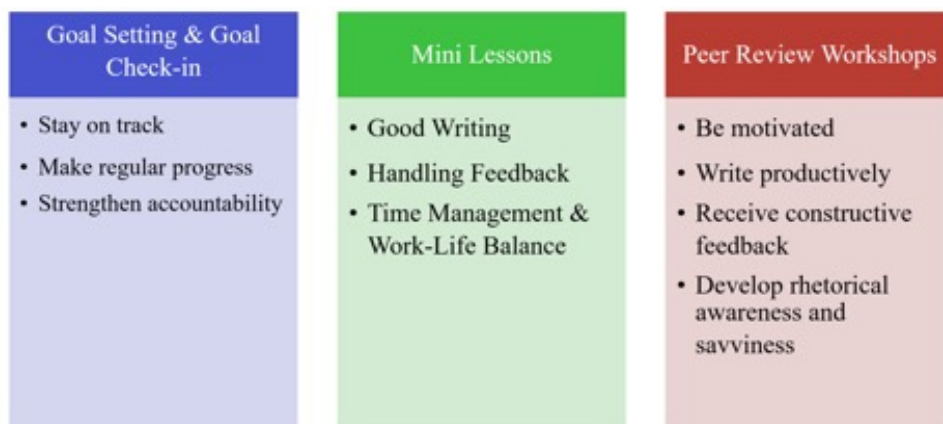 Goal Setting & Goal
Check-in
• Stay on track
• Make regular progress
• Strengthen accountability
Mini Lessons
• Good Writing
• Handling Feedback
• Time Management &
Work-Life Balance
Peer Review Workshops
• Be motivated
• Write productively
• Receive constructive
feedback
• Develop rhetorical
awareness and
savviness